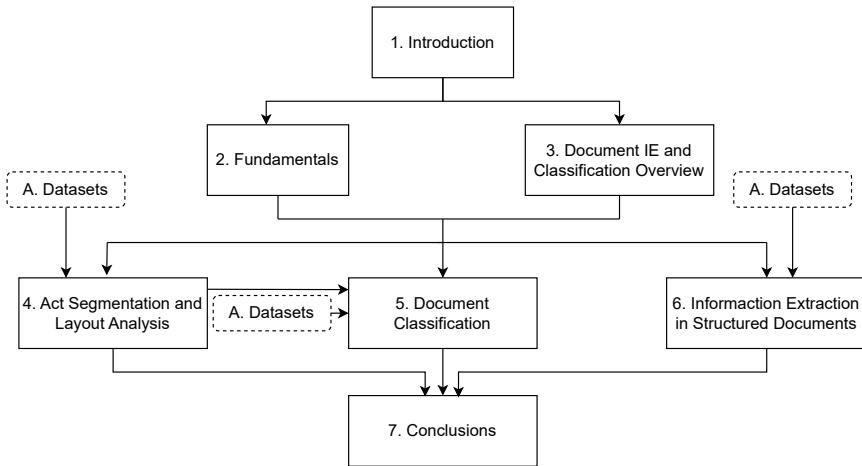 1. Introduction
2. Fundamentals
3. Document IE and
Classification Overview
A. Datasets
A. Datasets
4. Act Segmentation and
Layout Analysis
A. Datasets
5. Document
Classification
6. Informaction Extraction
in Structured Documents
7. Conclusions